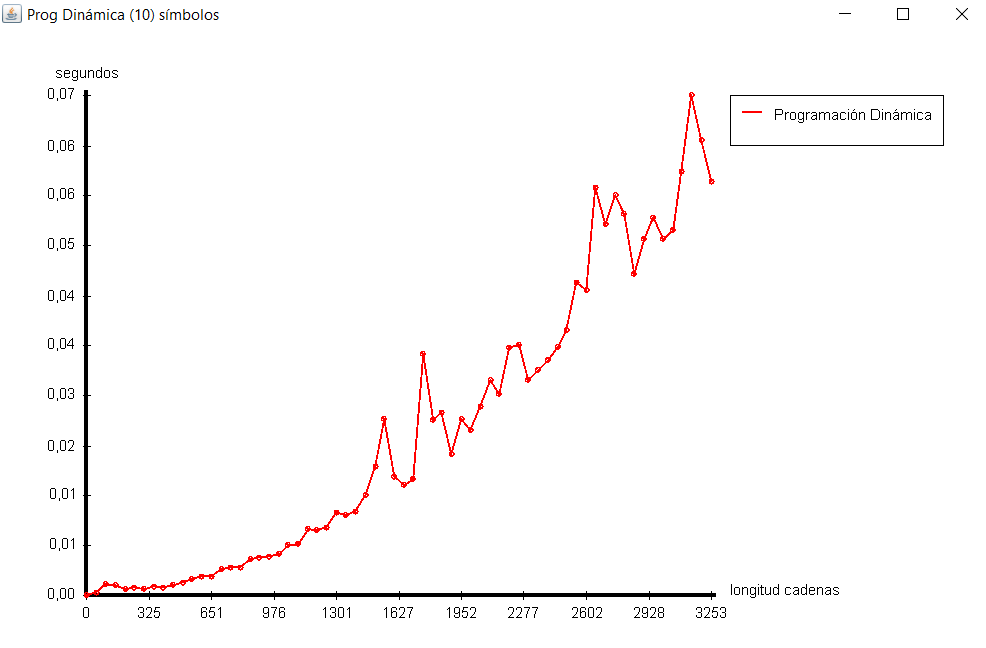 Prog Dinámica (10) símbolos
segundos
0,07
0,06
0,06
0,05
0,04
0,04
0,03
0,02
0,01
0,01
0,00
Programación Dinámica
longitud cadenas
0 325 651 976 1301 1627 1952 2277 2602 2928 3253